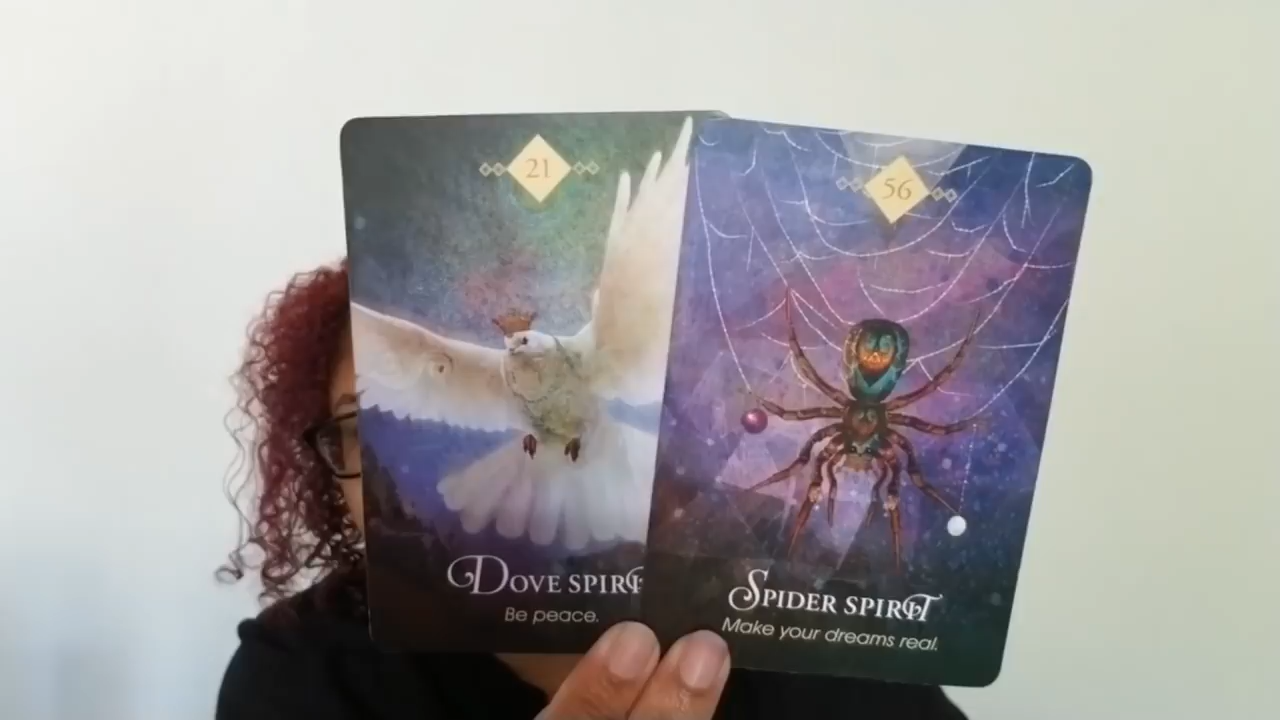 21
DOVE SPIRIT
Be peace.
56
SPIDER SPIRIT
Make your dreams real.